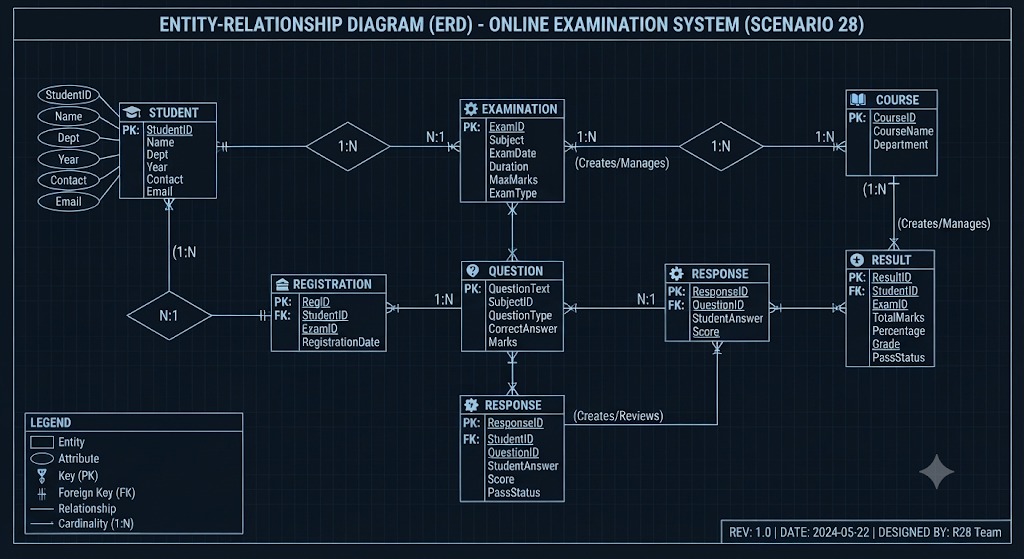 ENTITY-RELATIONSHIP DIAGRAM (ERD) - ONLINE EXAMINATION SYSTEM (SCENARIO 28)
StudentID
Name
Dept
Year
Contact
Email
STUDENT
PK: StudentID
Name
Dept
Year
Contact
Email
1:N
N:1
EXAMINATION
PK: ExamID
Subject
ExamDate
Duration
MaxMarks
ExamType
1:N
(Creates/Manages)
1:N
1:N
COURSE
PK: CourseID
CourseName
Department
(1:N
(Creates/Manages)
(1:N
N:1
REGISTRATION
PK: RegID
FK: StudentID
ExamID
RegistrationDate
1:N
QUESTION
PK: QuestionText
SubjectID
QuestionType
CorrectAnswer
Marks
N:1
RESPONSE
PK: ResponseID
FK: QuestionID
StudentAnswer
Score
RESULT
PK: ResultID
FK: StudentID
ExamID
TotalMarks
Percentage
Grade
PassStatus
RESPONSE
PK: ResponseID
FK: StudentID
QuestionID
StudentAnswer
Score
PassStatus
(Creates/Reviews)
LEGEND
Entity
Attribute
Key (PK)
Foreign Key (FK)
Relationship
Cardinality (1:N)
REV: 1.0 | DATE: 2024-05-22 | DESIGNED BY: R28 Team